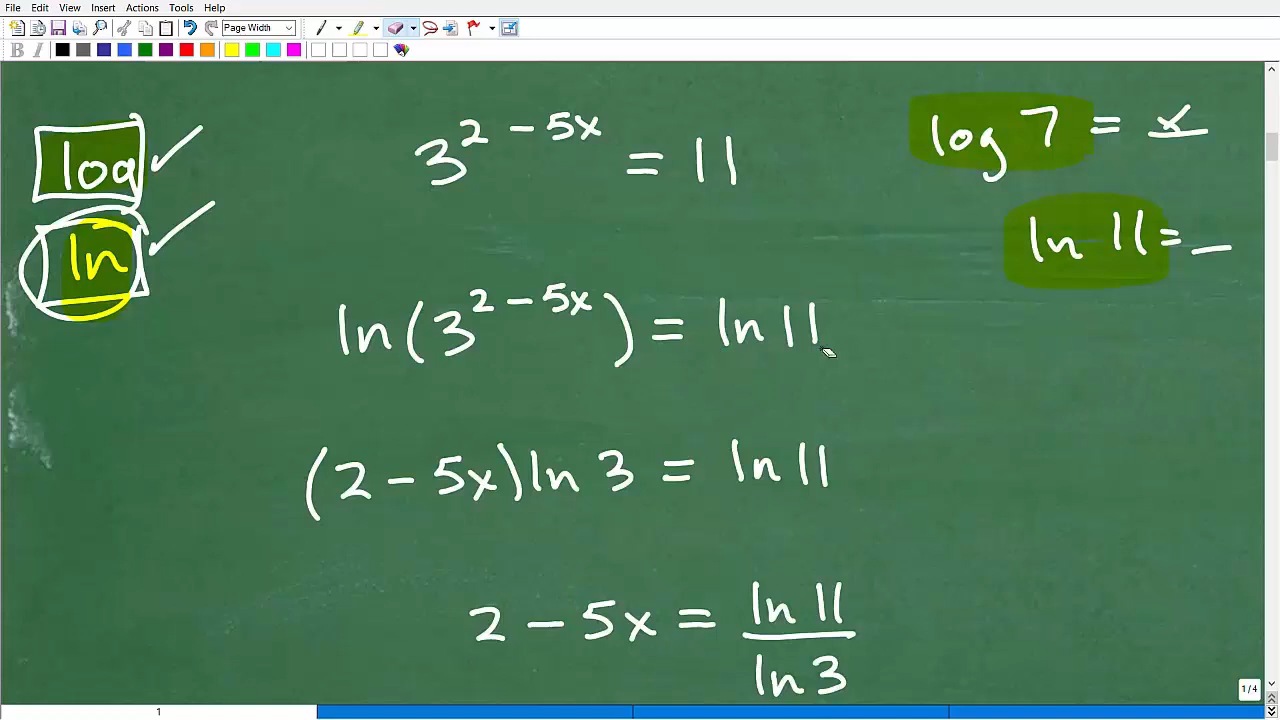 File Edit View Insert Actions Tools Help
Page Width
B I
log
ln
3^{2 - 5x} = 11
log 7 = x
ln 11 = _
ln(3^{2 - 5x}) = ln 11
(2 - 5x) ln 3 = ln 11
2 - 5x = \frac{ln 11}{ln 3}
1/4
1